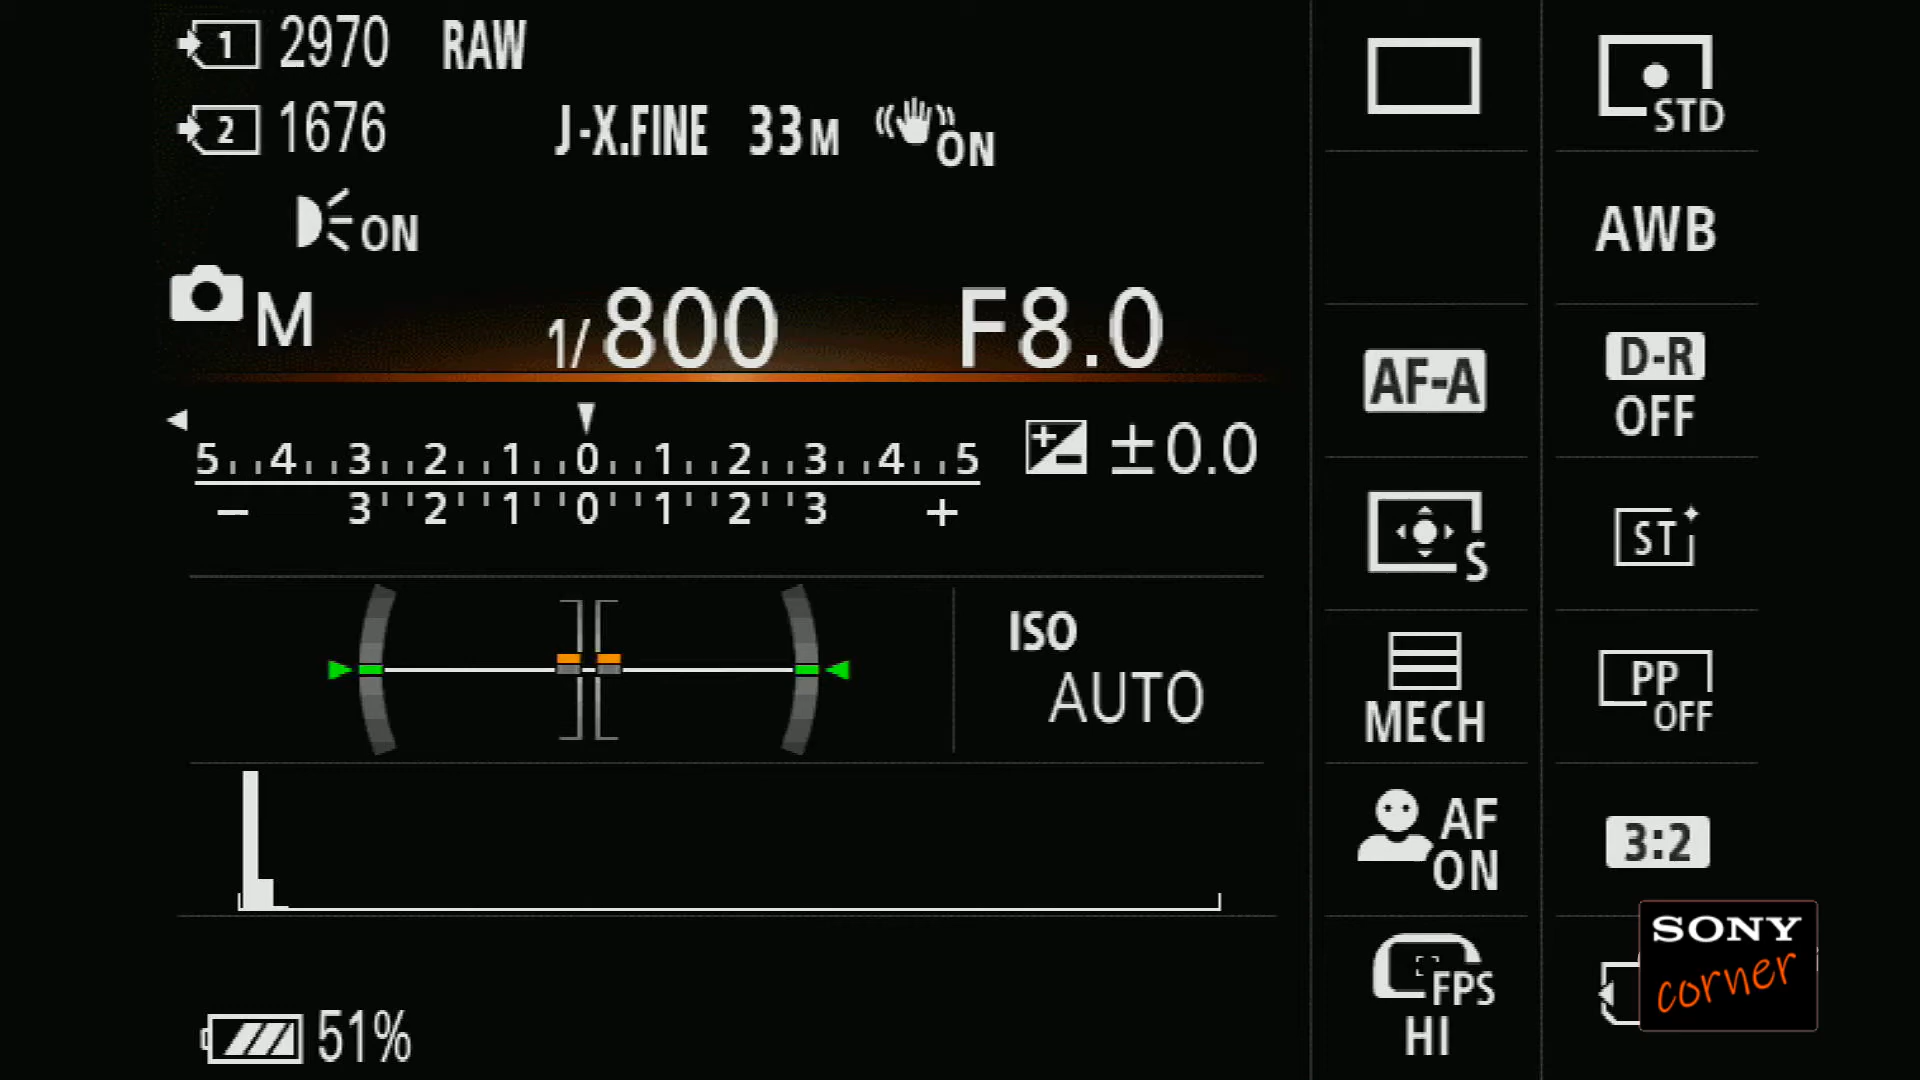 1 2970 RAW
2 1676 J-X.FINE 33M ON
ON
M 1/800 F8.0
5 4 3 2 1 0 1 2 3 4 5 ±0.0
− 3 2 1 0 1 2 3 +
ISO
AUTO
51%
STD
AWB
AF-A
D-R
OFF
S
ST
MECH
PP
OFF
AF
ON
3:2
FPS
HI
SONY
corner